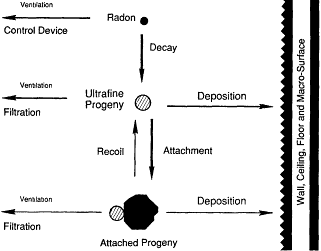 Ventilation
Control Device
Radon
Decay
Ventilation
Filtration
Ultrafine
Progeny
Deposition
Recoil
Attachment
Ventilation
Filtration
Deposition
Attached Progeny
Wall, Ceiling, Floor and Macro-Surface